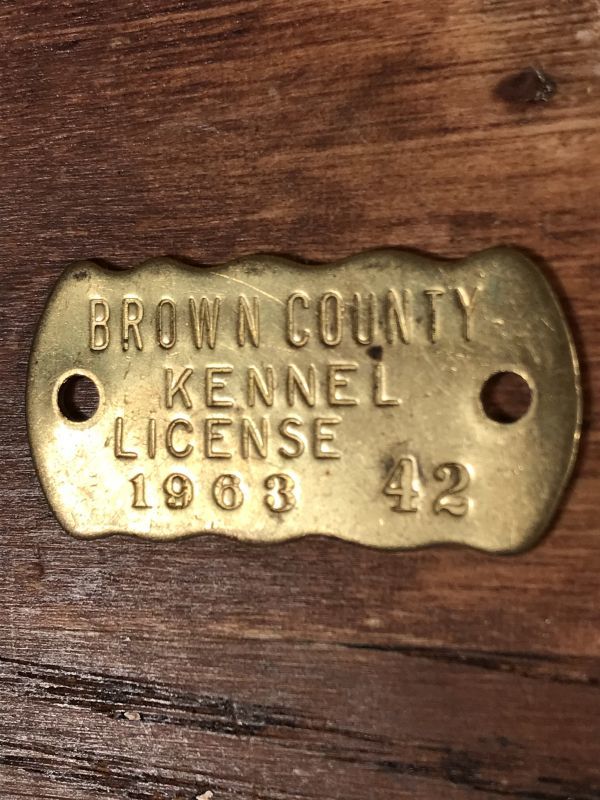 BROWN COUNTY
KENNEL
LICENSE
1963 42